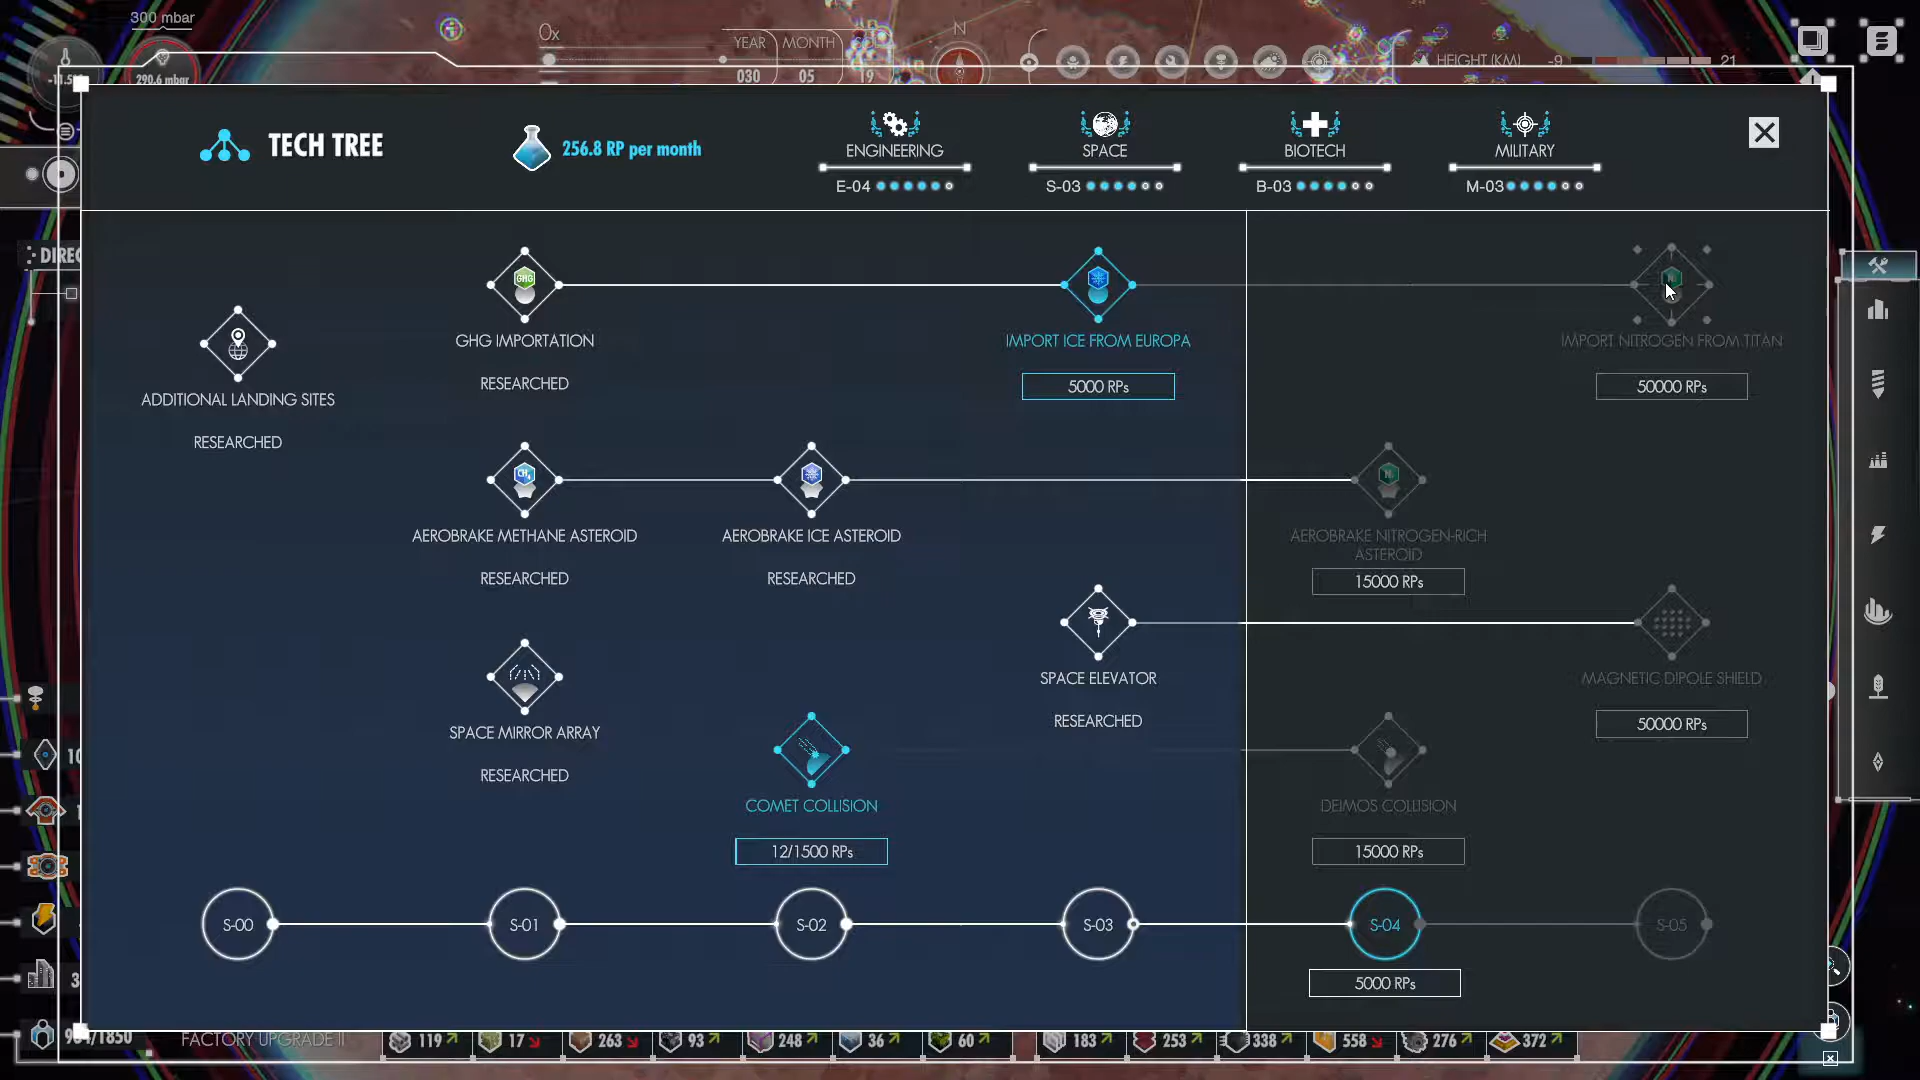 300 mbar
290.6 mbar
0x
YEAR
MONTH
030
05
19
N
HEIGHT (KM)
-9
21
TECH TREE
256.8 RP per month
ENGINEERING
E-04
SPACE
S-03
BIOTECH
B-03
MILITARY
M-03
GHG
GHG IMPORTATION
RESEARCHED
IMPORT ICE FROM EUROPA
5000 RPs
IMPORT NITROGEN FROM TITAN
50000 RPs
ADDITIONAL LANDING SITES
RESEARCHED
CH₄
AEROBRAKE METHANE ASTEROID
RESEARCHED
AEROBRAKE ICE ASTEROID
RESEARCHED
AEROBRAKE NITROGEN-RICH
ASTEROID
15000 RPs
SPACE MIRROR ARRAY
RESEARCHED
SPACE ELEVATOR
RESEARCHED
MAGNETIC DIPOLE SHIELD
50000 RPs
COMET COLLISION
12/1500 RPs
DEIMOS COLLISION
15000 RPs
S-00
S-01
S-02
S-03
S-04
S-05
5000 RPs
FACTORY UPGRADE II
119
17
263
93
248
36
60
183
253
338
558
276
372